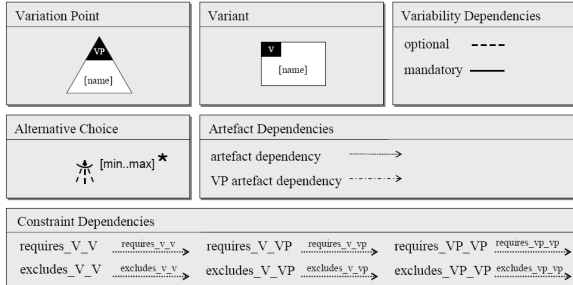 Variation Point
VP
[name]
Variant
V
[name]
Variability Dependencies
optional
mandatory
Alternative Choice
[min..max] *
Artefact Dependencies
artefact dependency
VP artefact dependency
Constraint Dependencies
requires_V_V requires_v_v requires_V_VP requires_v_vp requires_VP_VP requires_vp_vp
excludes_V_V excludes_v_v excludes_V_VP excludes_v_vp excludes_VP_VP excludes_vp_vp